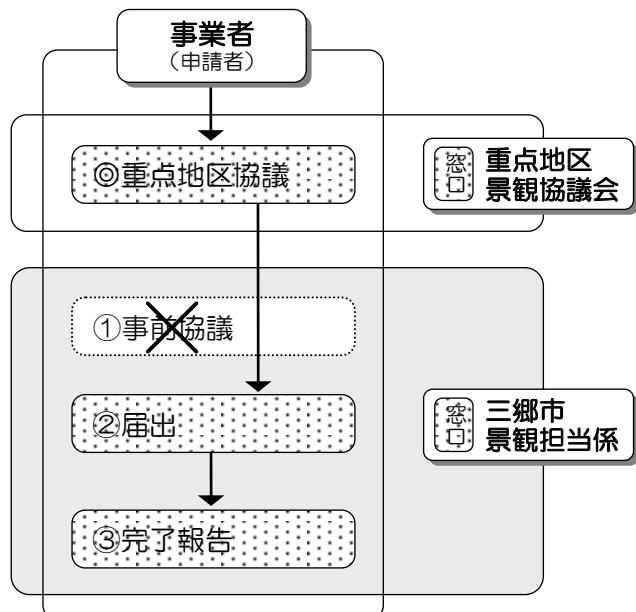 事業者
（申請者）
◎重点地区協議
窓口
重点地区
景観協議会
①事前協議
②届出
窓口
三郷市
景観担当係
③完了報告